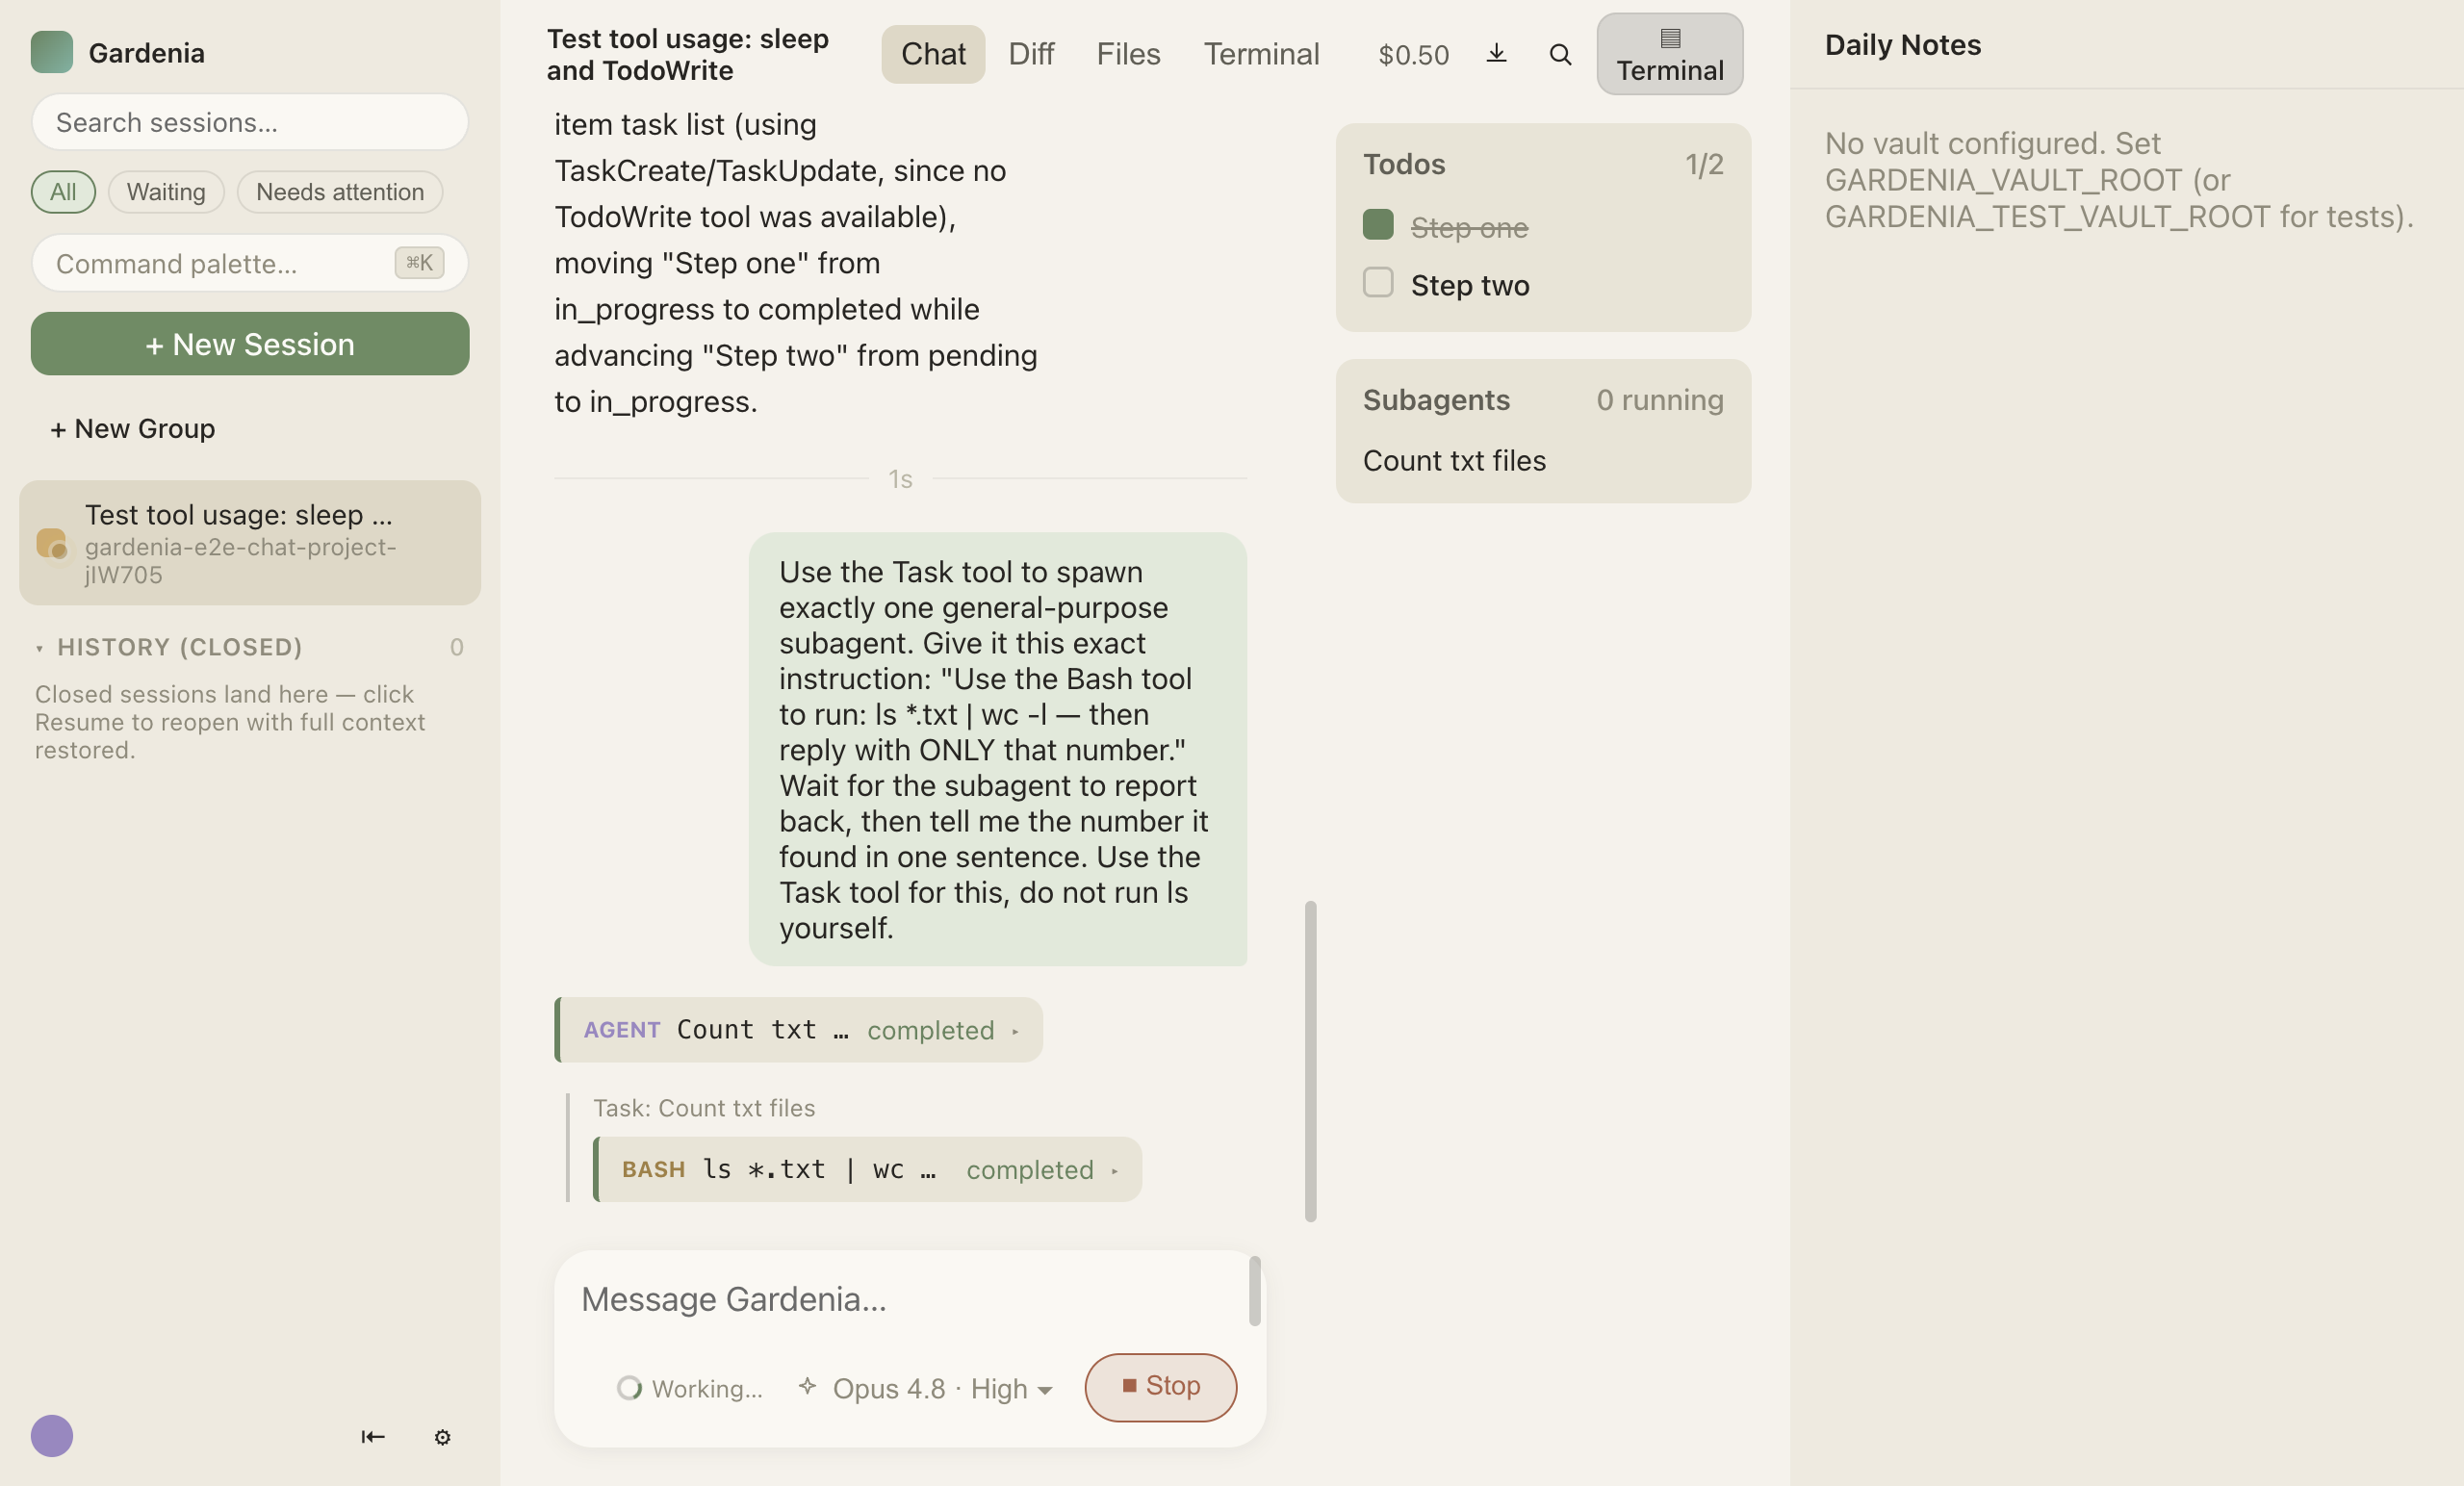 Gardenia
Search sessions...
All
Waiting
Needs attention
Command palette...
⌘K
+ New Session
+ New Group
Test tool usage: sleep ...
gardenia-e2e-chat-project-
jIW705
HISTORY (CLOSED)
0
Closed sessions land here — click
Resume to reopen with full context
restored.
Test tool usage: sleep
and TodoWrite
Chat
Diff
Files
Terminal
$0.50
Terminal
item task list (using
TaskCreate/TaskUpdate, since no
TodoWrite tool was available),
moving "Step one" from
in_progress to completed while
advancing "Step two" from pending
to in_progress.
1s
Use the Task tool to spawn
exactly one general-purpose
subagent. Give it this exact
instruction: "Use the Bash tool
to run: ls *.txt | wc -l — then
reply with ONLY that number."
Wait for the subagent to report
back, then tell me the number it
found in one sentence. Use the
Task tool for this, do not run ls
yourself.
AGENT Count txt … completed
Task: Count txt files
BASH ls *.txt | wc … completed
Message Gardenia...
Working...
Opus 4.8 · High
Stop
Todos
1/2
Step one
Step two
Subagents
0 running
Count txt files
Daily Notes
No vault configured. Set
GARDENIA_VAULT_ROOT (or
GARDENIA_TEST_VAULT_ROOT for tests).